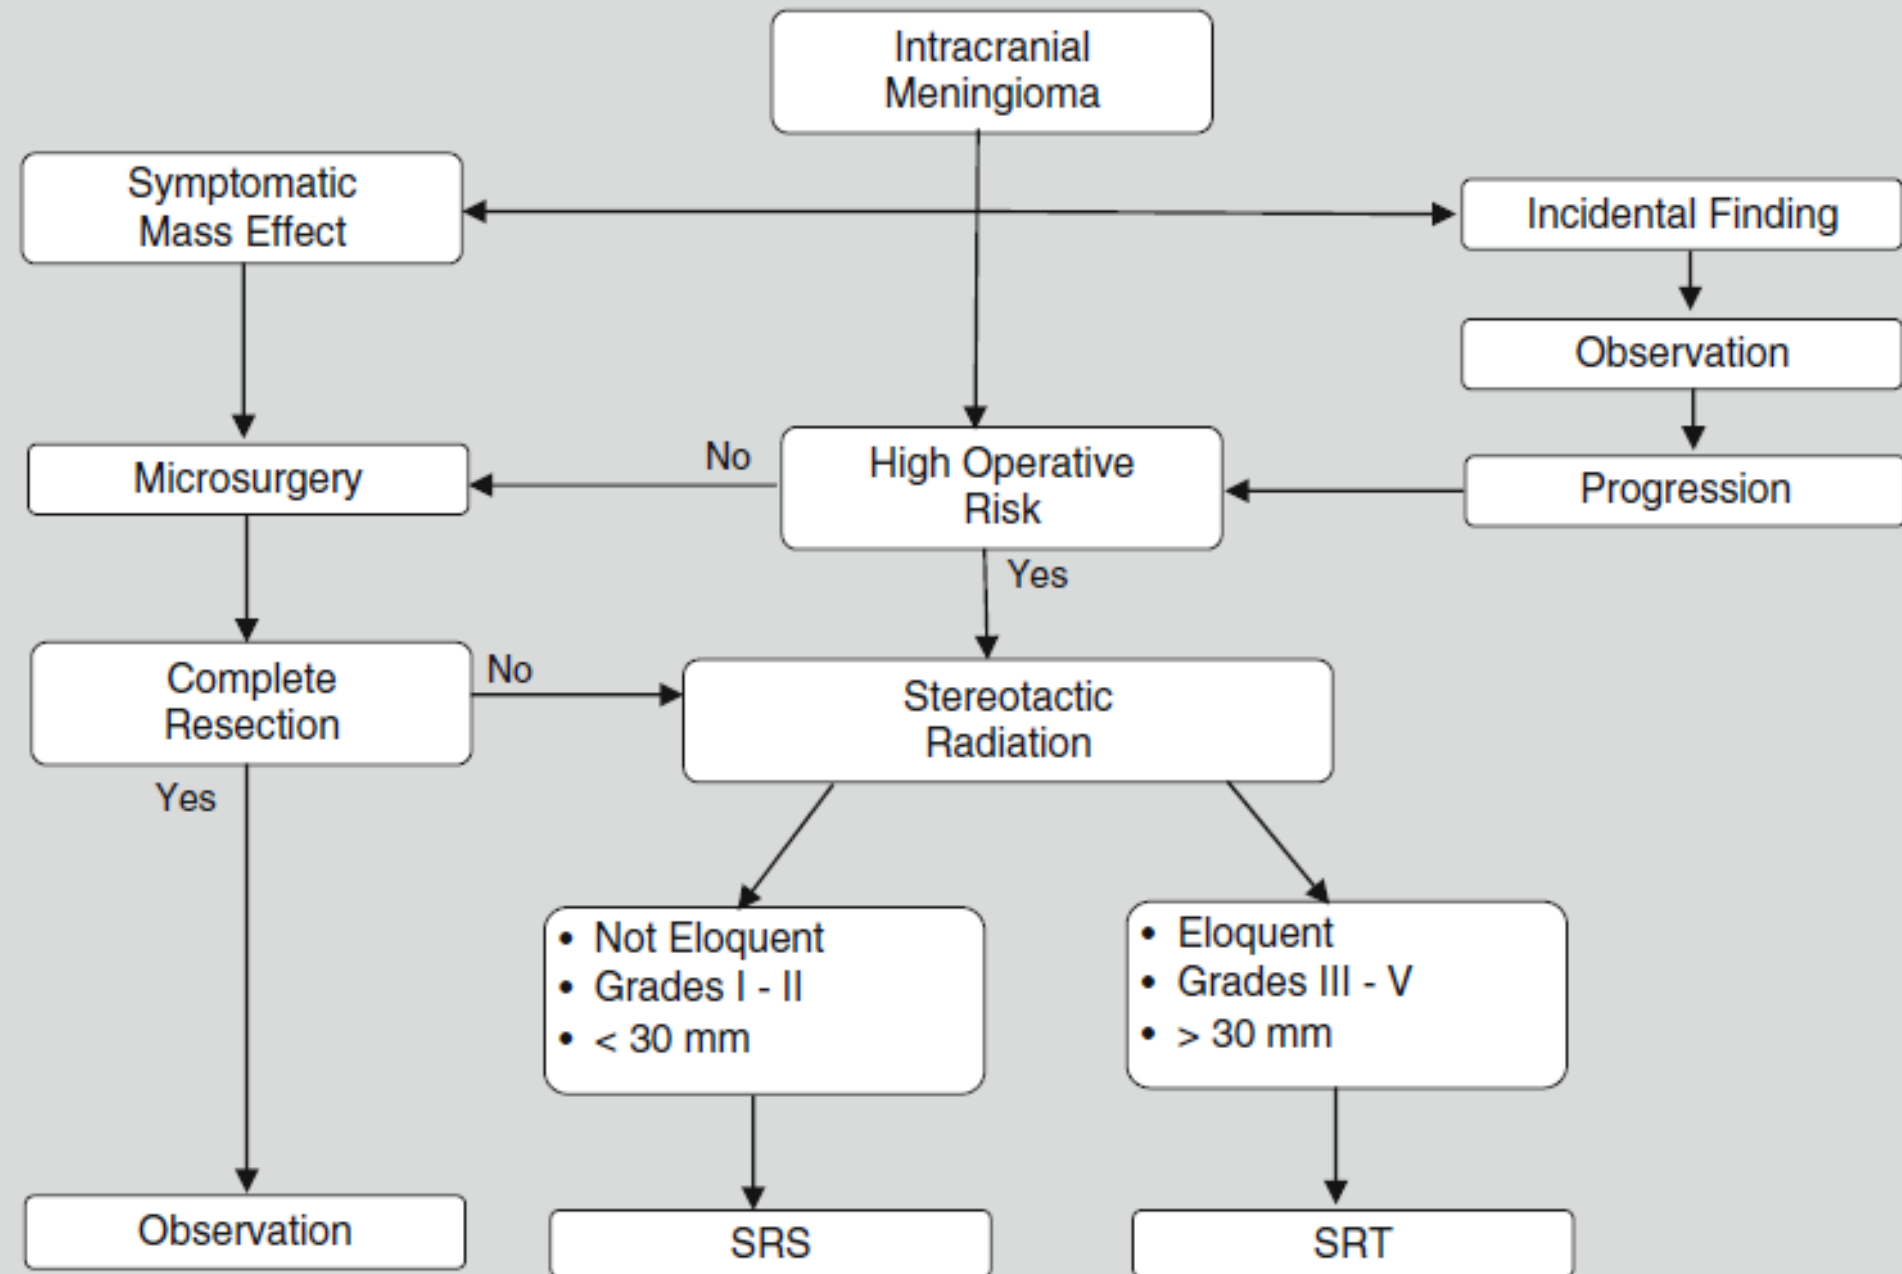 Intracranial
Meningioma
Symptomatic
Mass Effect
Incidental Finding
Observation
Microsurgery
No
High Operative
Risk
Progression
Yes
Complete
Resection
No
Stereotactic
Radiation
Yes
• Not Eloquent
• Grades I - II
• < 30 mm
• Eloquent
• Grades III - V
• > 30 mm
Observation
SRS
SRT